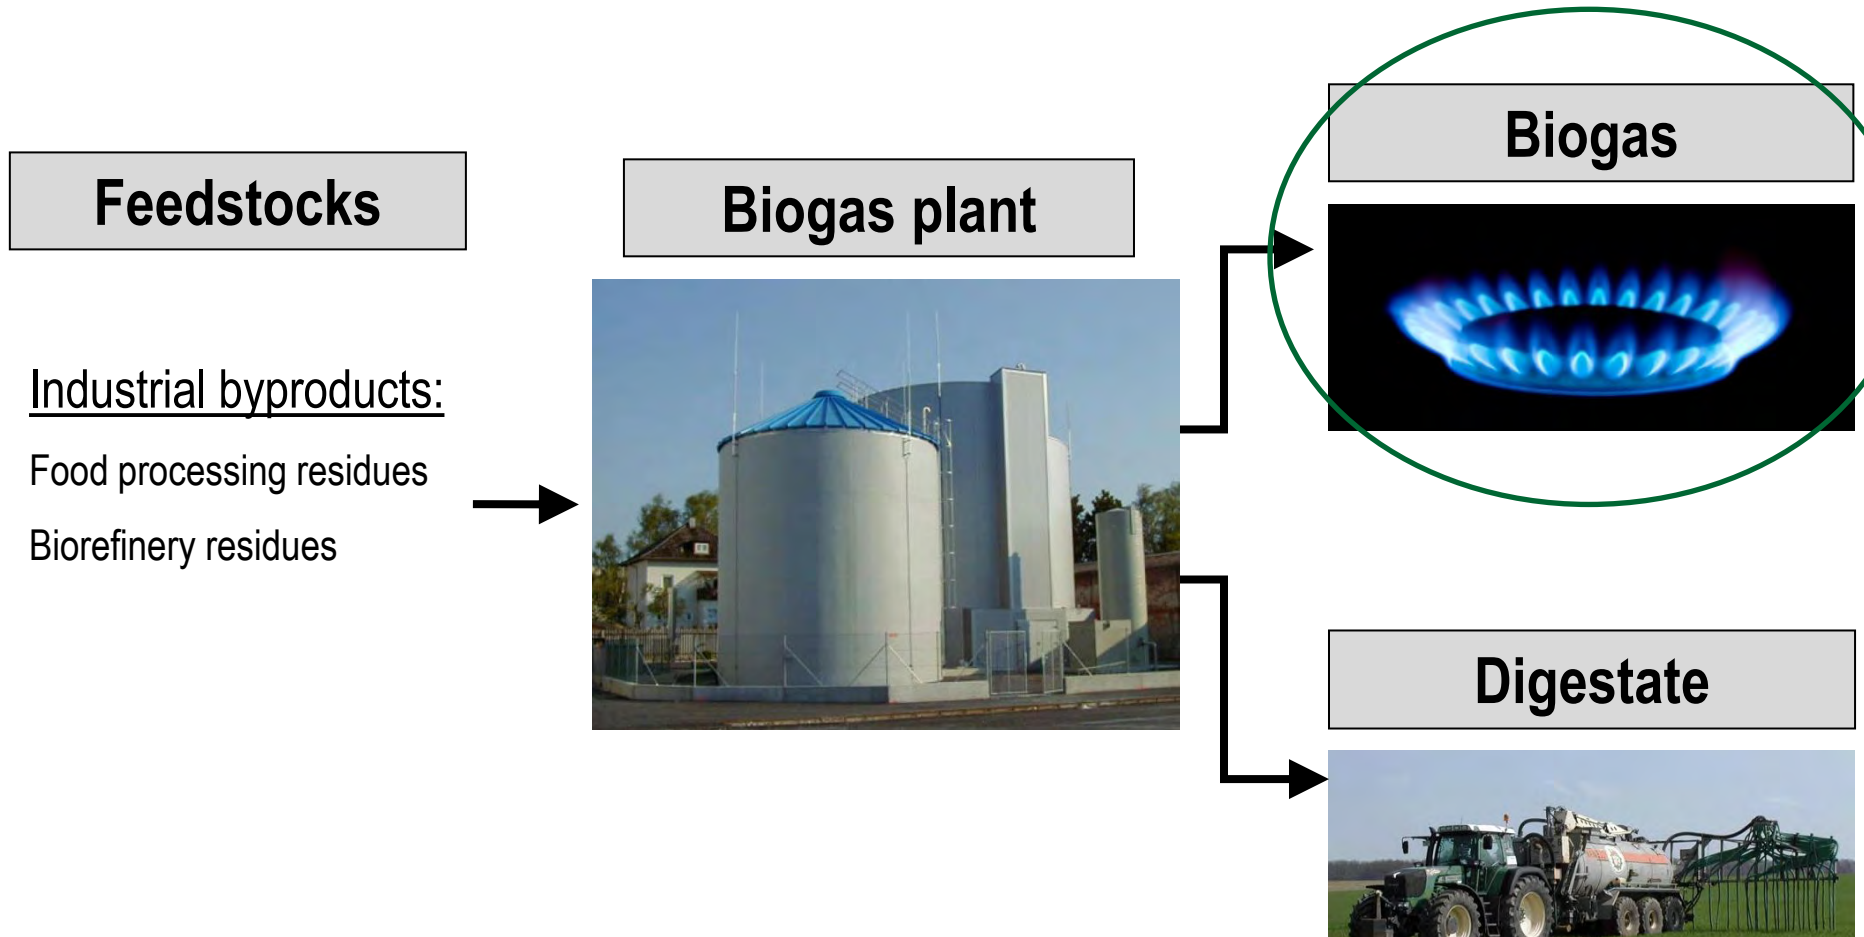 Feedstocks
Industrial byproducts:
Food processing residues
Biorefinery residues
Biogas plant
Biogas
Digestate